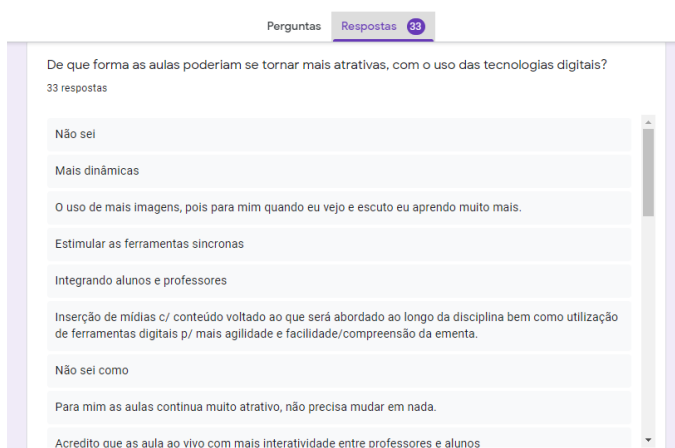 Perguntas Respostas 33
De que forma as aulas poderiam se tornar mais atrativas, com o uso das tecnologias digitais?
33 respostas
Não sei
Mais dinâmicas
O uso de mais imagens, pois para mim quando eu vejo e escuto eu aprendo muito mais.
Estimular as ferramentas sincronas
Integrando alunos e professores
Inserção de mídias c/ conteúdo voltado ao que será abordado ao longo da disciplina bem como utilização
de ferramentas digitais p/ mais agilidade e facilidade/compreensão da ementa.
Não sei como
Para mim as aulas continua muito atrativo, não precisa mudar em nada.
Acredito que as aula ao vivo com mais interatividade entre professores e alunos